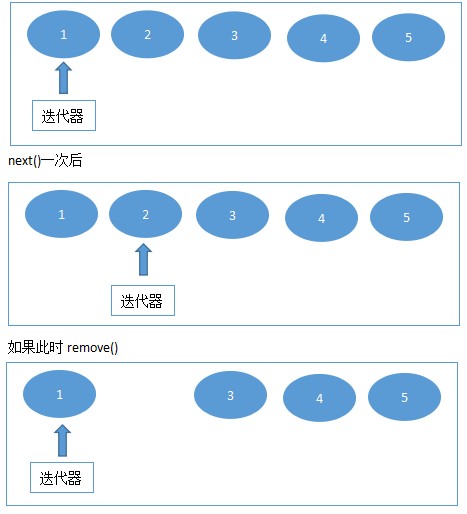 1 2 3 4 5
迭代器
next()一次后
1 2 3 4 5
迭代器
如果此时 remove()
1 3 4 5
迭代器